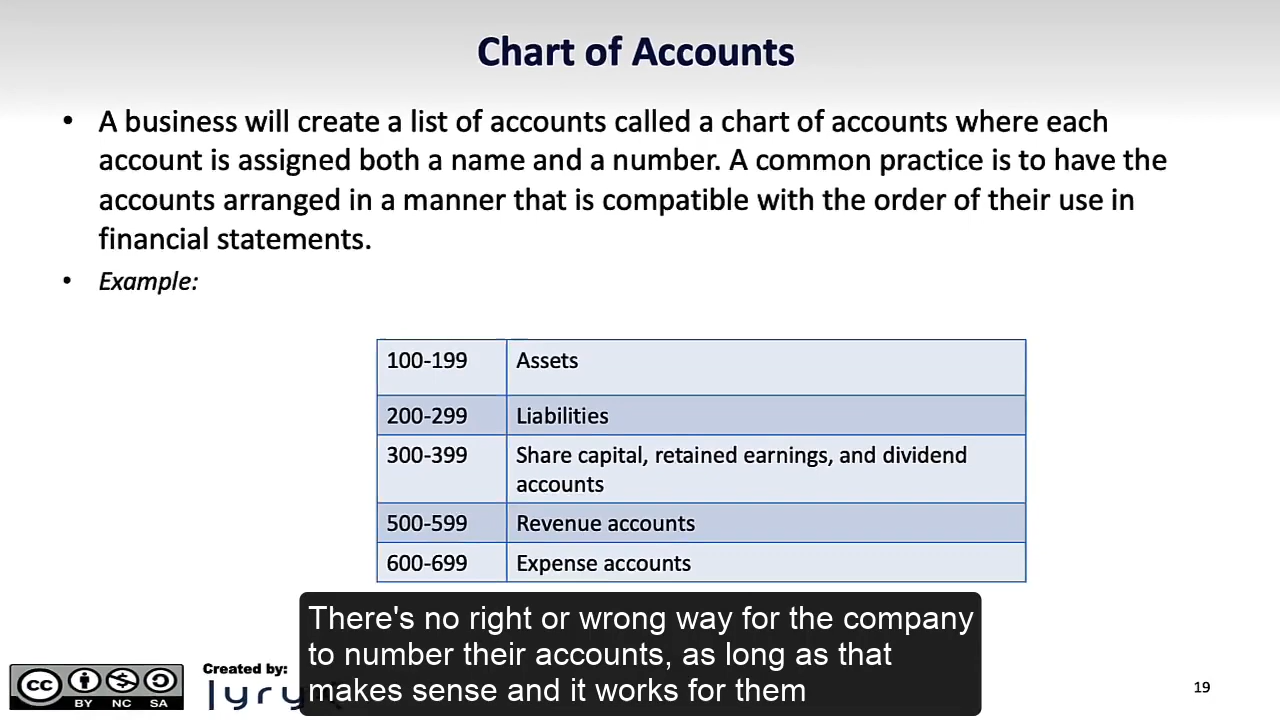 Chart of Accounts
• A business will create a list of accounts called a chart of accounts where each
account is assigned both a name and a number. A common practice is to have the
accounts arranged in a manner that is compatible with the order of their use in
financial statements.
• Example:
100-199 Assets
200-299 Liabilities
300-399 Share capital, retained earnings, and dividend
accounts
500-599 Revenue accounts
600-699 Expense accounts
There's no right or wrong way for the company
to number their accounts, as long as that
makes sense and it works for them
cc
BY NC SA
Created by:
19